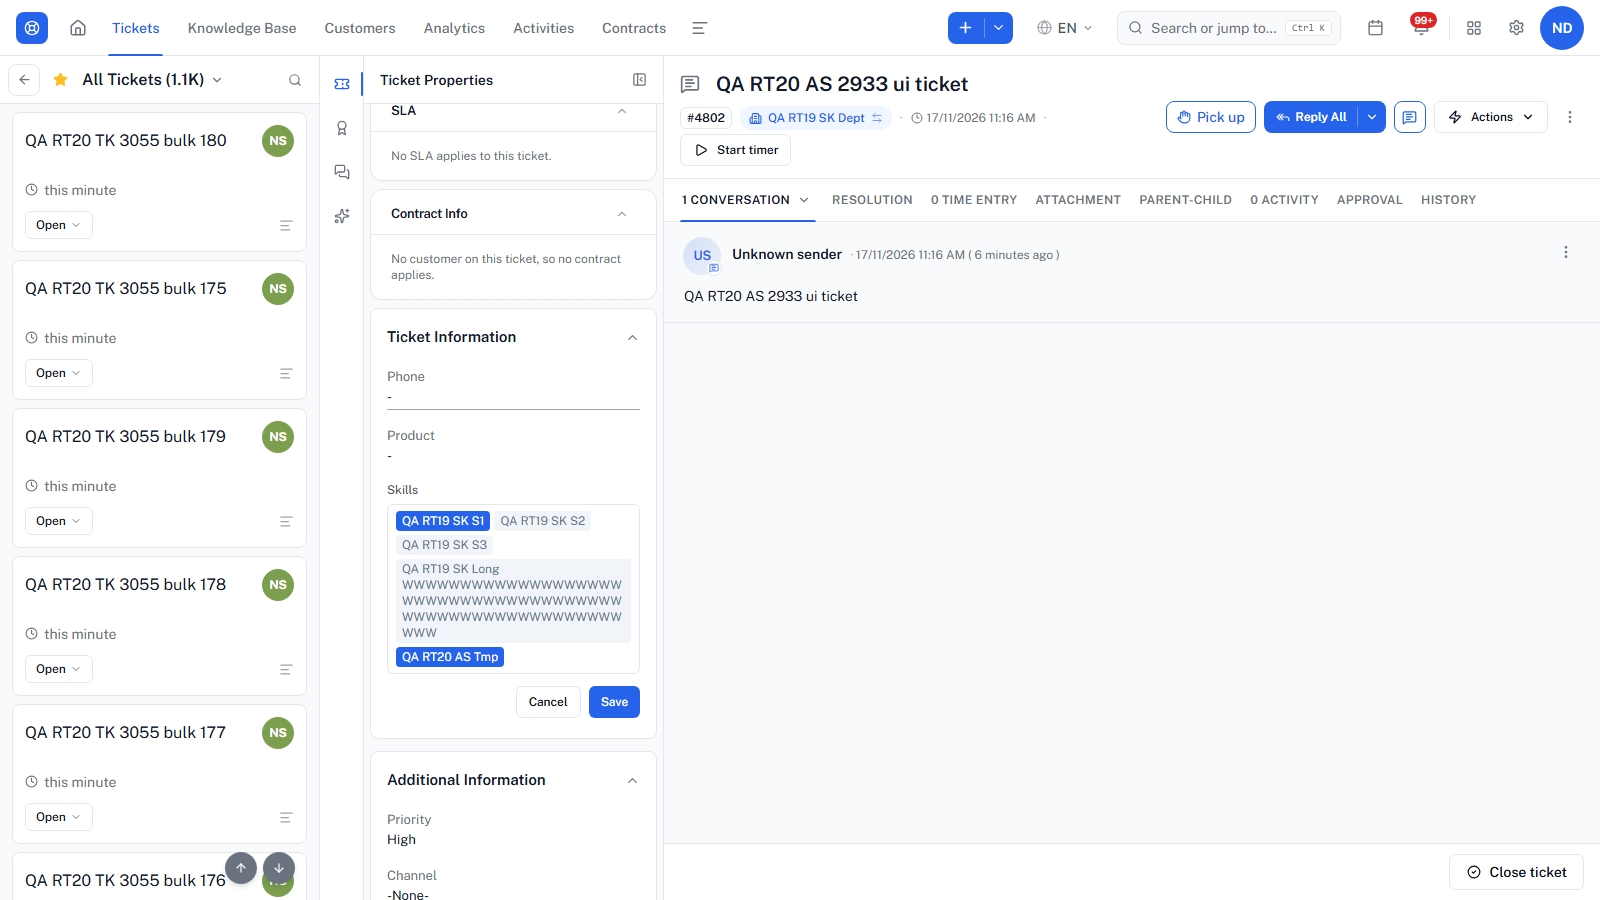 Tickets
Knowledge Base
Customers
Analytics
Activities
Contracts
EN
Search or jump to...
Ctrl K
99+
ND
All Tickets (1.1K)
QA RT20 TK 3055 bulk 180
NS
this minute
Open
QA RT20 TK 3055 bulk 175
NS
this minute
Open
QA RT20 TK 3055 bulk 179
NS
this minute
Open
QA RT20 TK 3055 bulk 178
NS
this minute
Open
QA RT20 TK 3055 bulk 177
NS
this minute
Open
QA RT20 TK 3055 bulk 176
Ticket Properties
SLA
No SLA applies to this ticket.
Contract Info
No customer on this ticket, so no contract
applies.
Ticket Information
Phone
-
Product
-
Skills
QA RT19 SK S1
QA RT19 SK S2
QA RT19 SK S3
QA RT19 SK Long
WWWWWWWWWWWWWWWWWWW
WWWWWWWWWWWWWWWWWWW
WWWWWWWWWWWWWWWWWWW
WWW
QA RT20 AS Tmp
Cancel
Save
Additional Information
Priority
High
Channel
-None-
QA RT20 AS 2933 ui ticket
#4802
QA RT19 SK Dept
· 17/11/2026 11:16 AM ·
Start timer
Pick up
Reply All
Actions
1 CONVERSATION
RESOLUTION
0 TIME ENTRY
ATTACHMENT
PARENT-CHILD
0 ACTIVITY
APPROVAL
HISTORY
US
Unknown sender · 17/11/2026 11:16 AM ( 6 minutes ago )
QA RT20 AS 2933 ui ticket
Close ticket